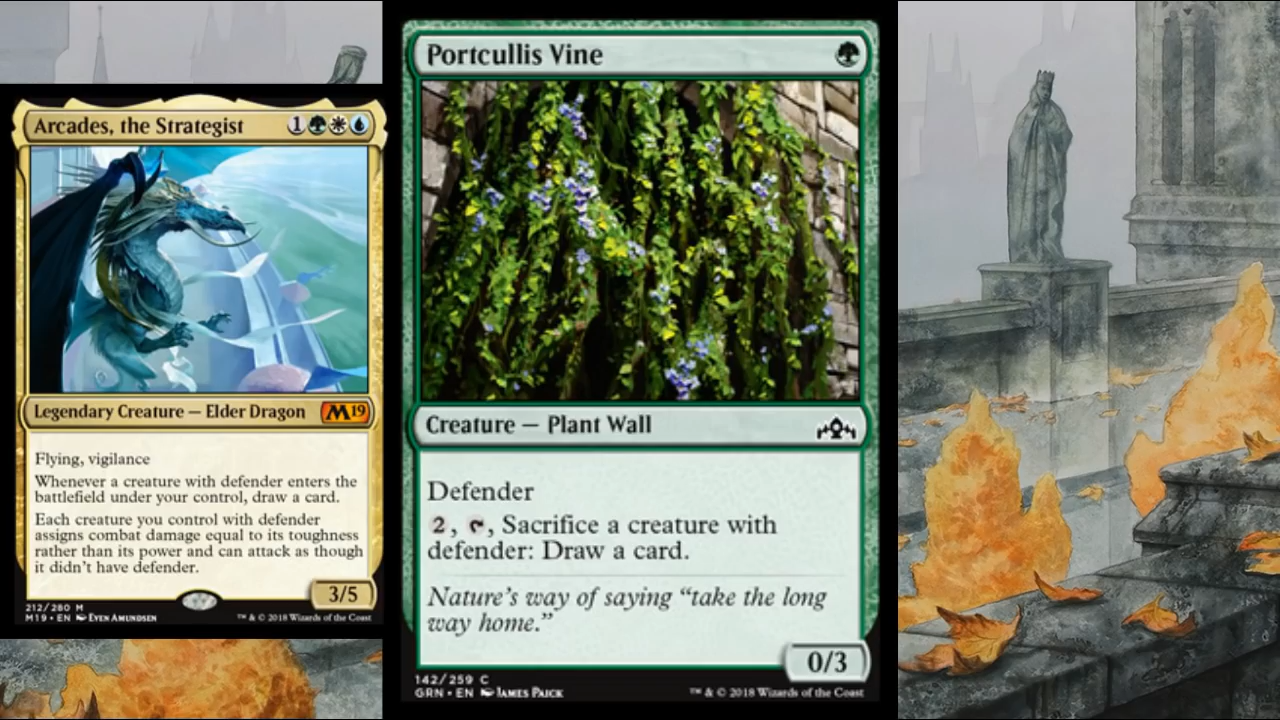 Arcades, the Strategist 1
M19
Legendary Creature — Elder Dragon
Flying, vigilance
Whenever a creature with defender enters the
battlefield under your control, draw a card.
Each creature you control with defender
assigns combat damage equal to its toughness
rather than its power and can attack as though
it didn't have defender.
3/5
212/280 M
M19 • EN EVEN AMUNDSEN
™ & © 2018 Wizards of the Coast
Portcullis Vine
Creature — Plant Wall
Defender
2, , Sacrifice a creature with
defender: Draw a card.
Nature's way of saying “take the long
way home.”
0/3
142/259 C
GRN • EN JAMES PAICK
™ & © 2018 Wizards of the Coast